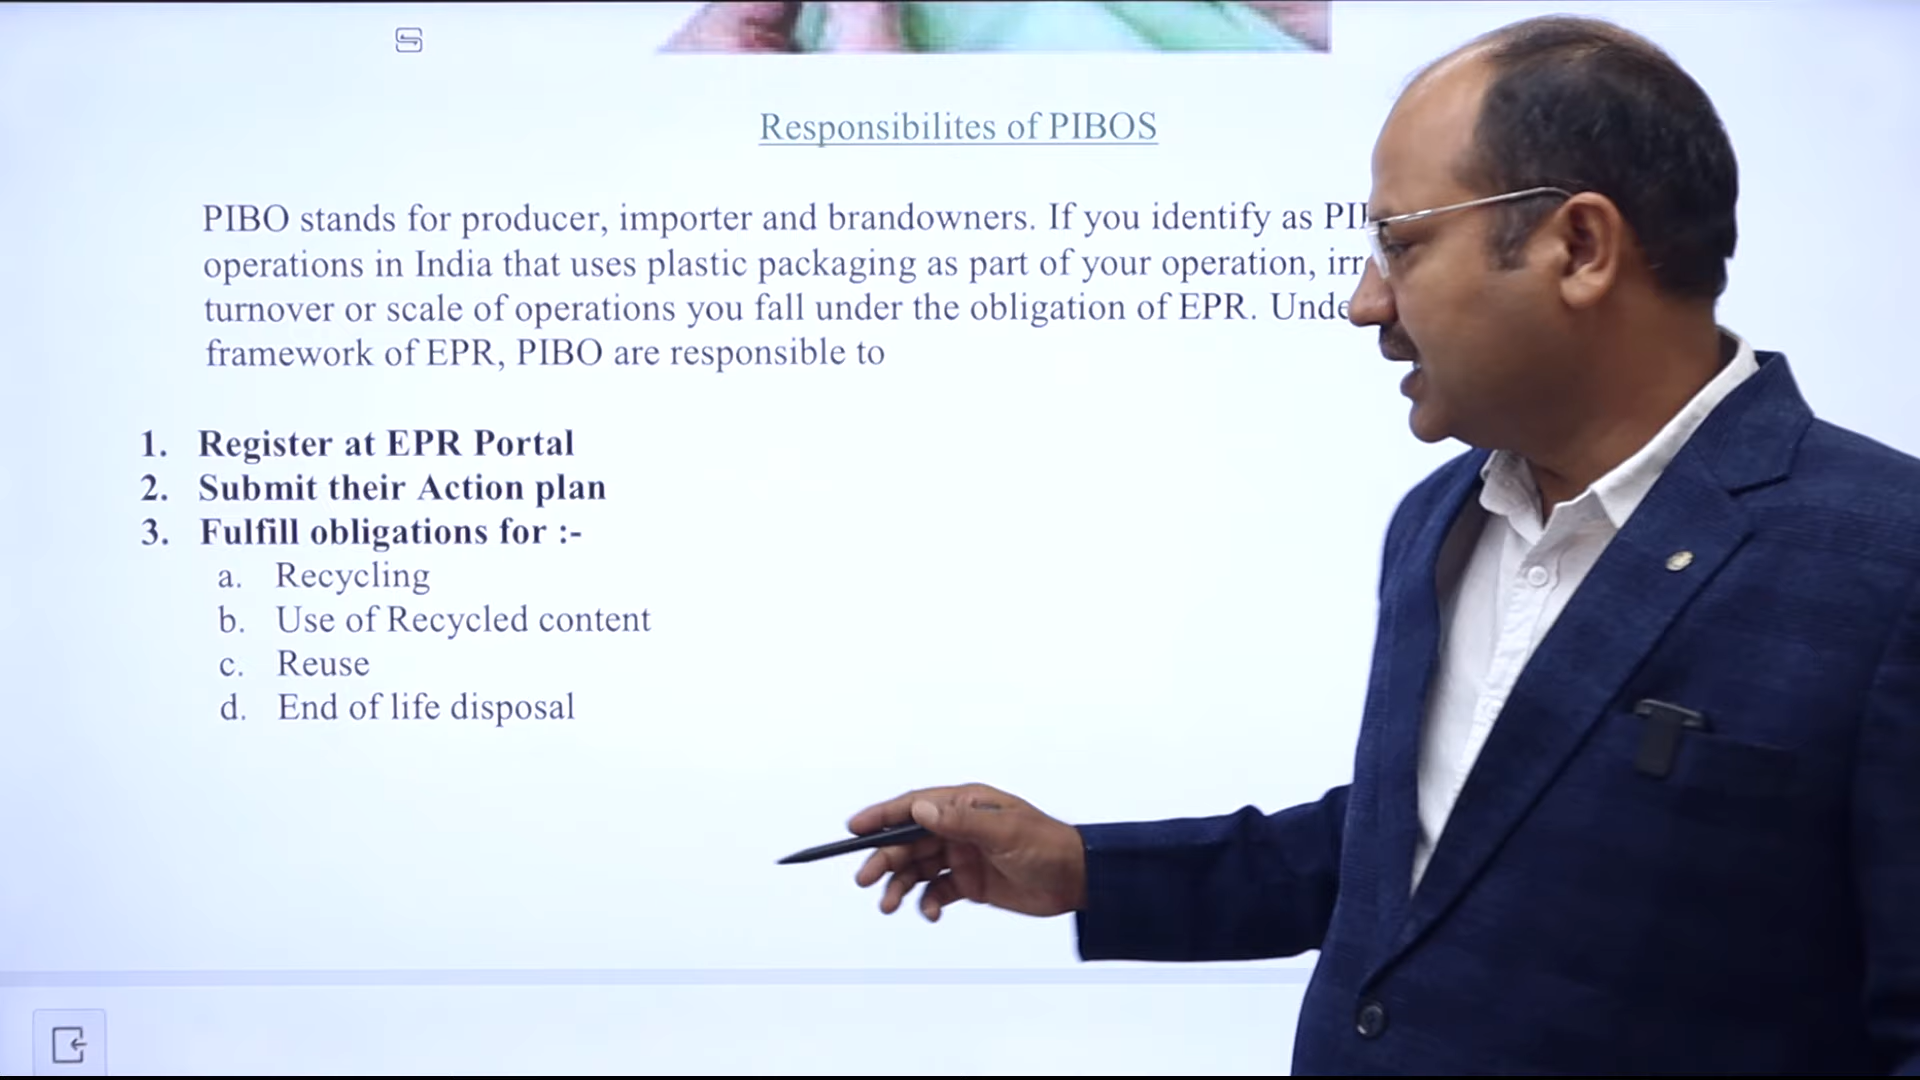 Responsibilites of PIBOS
PIBO stands for producer, importer and brandowners. If you identify as
operations in India that uses plastic packaging as part of your operation,
turnover or scale of operations you fall under the obligation of EPR.
framework of EPR, PIBO are responsible to
1. Register at EPR Portal
2. Submit their Action plan
3. Fulfill obligations for :-
a. Recycling
b. Use of Recycled content
c. Reuse
d. End of life disposal